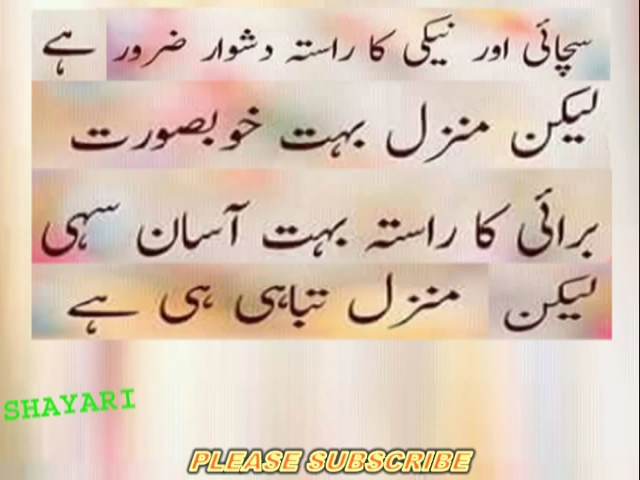 سچائی اور نیکی کا راستہ دشوار ضرور ہے
لیکن منزل بہت خوبصورت
برائی کا راستہ بہت آسان سہی
لیکن منزل تباہی ہی ہے
SHAYARI
PLEASE SUBSCRIBE